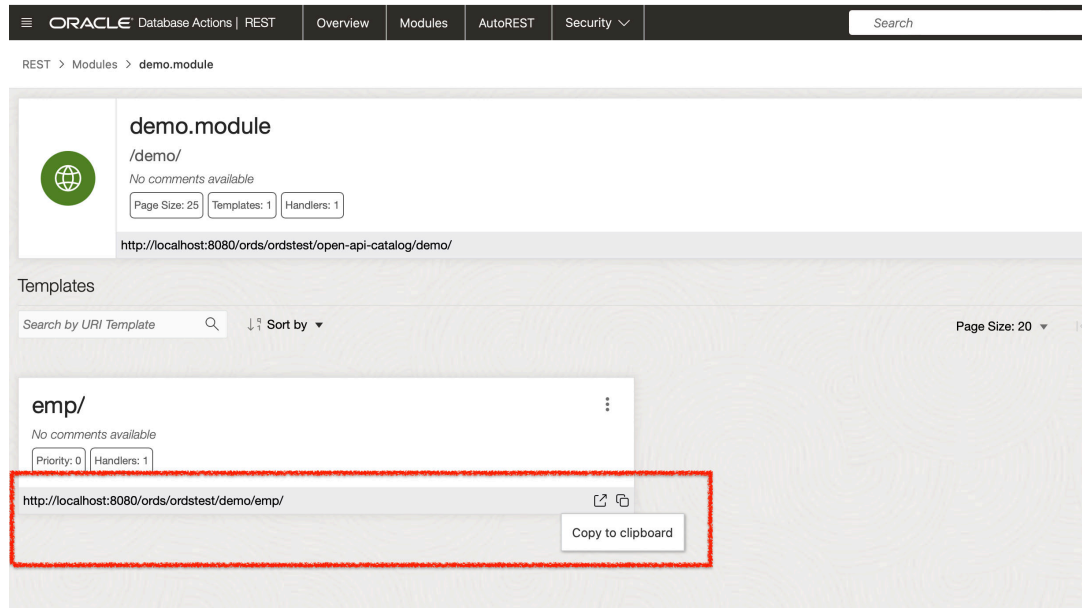 ORACLE Database Actions | REST Overview Modules AutoREST Security Search
REST > Modules > demo.module
demo.module
/demo/
No comments available
Page Size: 25 Templates: 1 Handlers: 1
http://localhost:8080/ords/ordstest/open-api-catalog/demo/
Templates
Search by URI Template Sort by Page Size: 20
emp/
No comments available
Priority: 0 Handlers: 1
http://localhost:8080/ords/ordstest/demo/emp/
Copy to clipboard